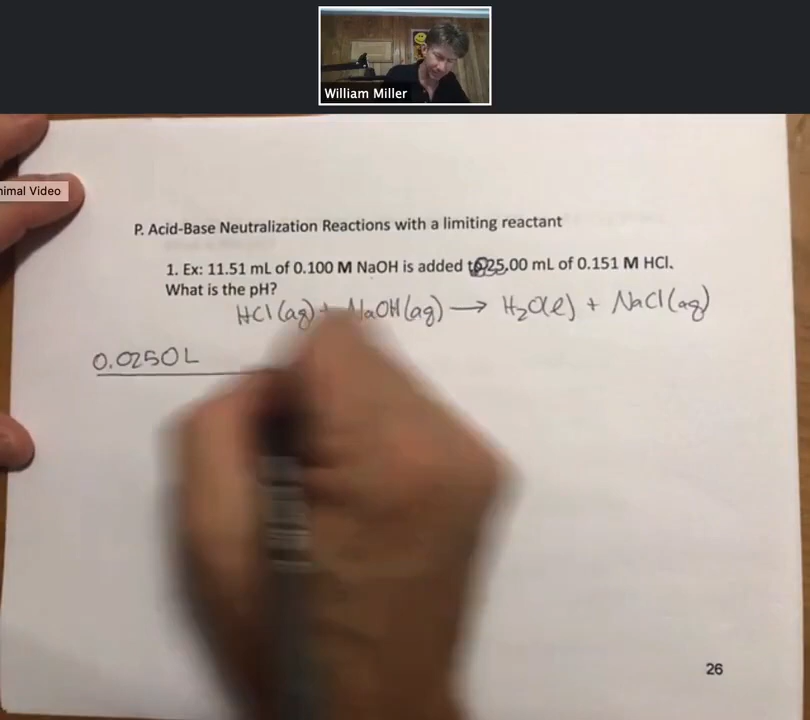 William Miller
nimal Video
P. Acid-Base Neutralization Reactions with a limiting reactant
1. Ex: 11.51 mL of 0.100 M NaOH is added to 25.00 mL of 0.151 M HCl.
What is the pH?
HCl(aq) + NaOH(aq) → H₂O(l) + NaCl(aq)
0.0250L
26